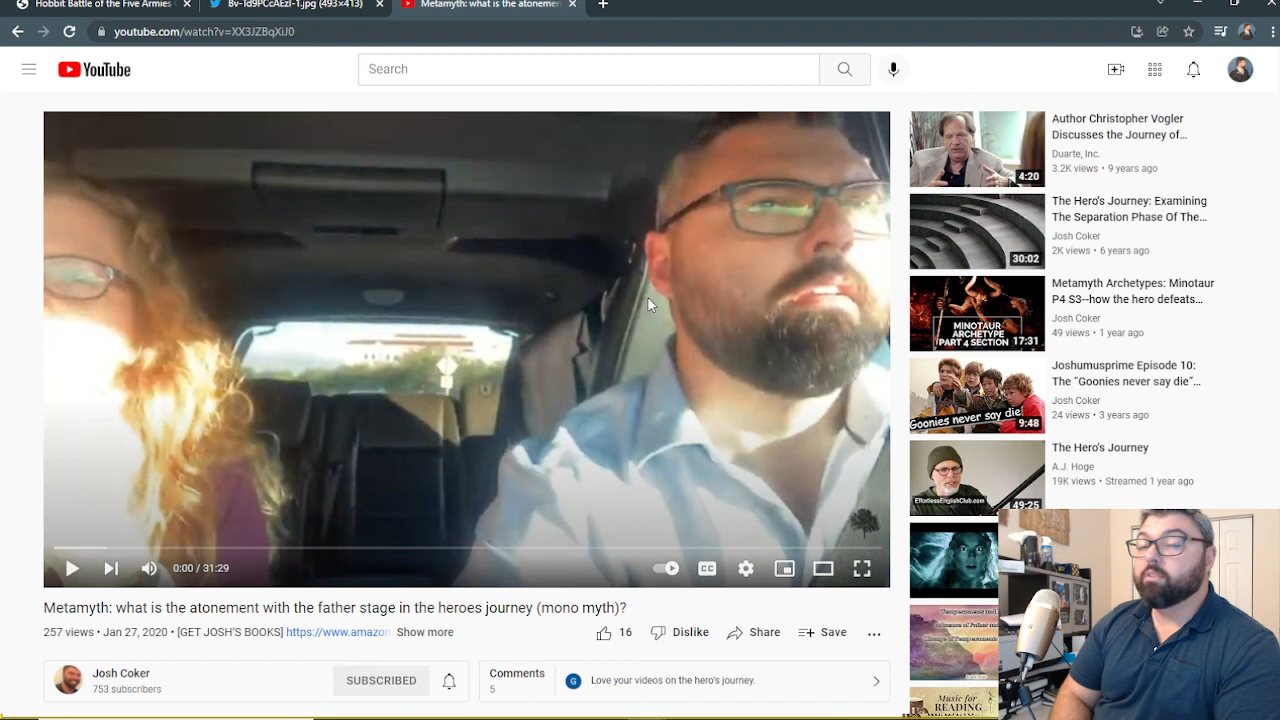 Hobbit Battle of the Five Armies
Bv-Td9PCcAEzI-T.jpg (493×413)
Metamyth: what is the atonemen
youtube.com/watch?v=XX3JZBqXiJ0
YouTube
Search
0:00 / 31:29
CC
Metamyth: what is the atonement with the father stage in the heroes journey (mono myth)?
257 views • Jan 27, 2020 • [GET JOSH'S BOOKS] https://www.amazon
Show more
16
Dislike
Share
Save
Josh Coker
753 subscribers
SUBSCRIBED
Comments
5
G
Love your videos on the hero's journey.
4:20
Author Christopher Vogler
Discusses the Journey of...
Duarte, Inc.
3.2K views • 9 years ago
30:02
The Hero's Journey: Examining
The Separation Phase Of The...
Josh Coker
2K views • 6 years ago
MINOTAUR
ARCHETYPE
PART 4 SECTION
17:31
Metamyth Archetypes: Minotaur
P4 S3--how the hero defeats...
Josh Coker
49 views • 1 year ago
Goonies never say die
9:48
Joshumusprime Episode 10:
The “Goonies never say die”...
Josh Coker
24 views • 3 years ago
EffortlessEnglishClub.com
49:25
The Hero's Journey
A.J. Hoge
19K views • Streamed 1 year ago
Music for
READING